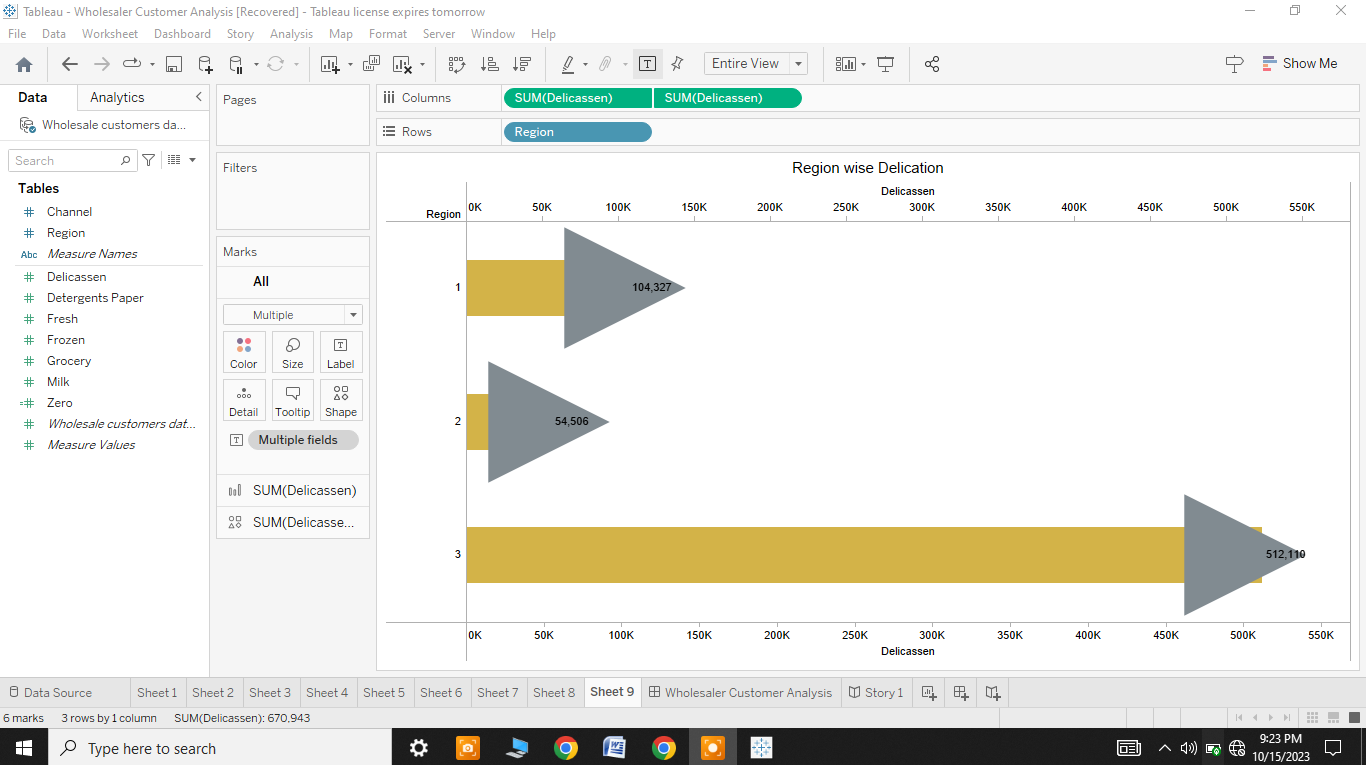 Tableau - Wholesaler Customer Analysis [Recovered] - Tableau license expires tomorrow
File Data Worksheet Dashboard Story Analysis Map Format Server Window Help
T Entire View Show Me
Data Analytics
Wholesale customers da...
Search
Tables
Channel
Region
Abc Measure Names
Delicassen
Detergents Paper
Fresh
Frozen
Grocery
Milk
Zero
Wholesale customers dat...
Measure Values
Pages
Filters
Marks
All
Multiple
Color Size Label
Detail Tooltip Shape
Multiple fields
SUM(Delicassen)
SUM(Delicasse...
Columns SUM(Delicassen) SUM(Delicassen)
Rows Region
Region wise Delication
Delicassen
Region 0K 50K 100K 150K 200K 250K 300K 350K 400K 450K 500K 550K
1 104,327
2 54,506
3 512,110
0K 50K 100K 150K 200K 250K 300K 350K 400K 450K 500K 550K
Delicassen
Data Source Sheet 1 Sheet 2 Sheet 3 Sheet 4 Sheet 5 Sheet 6 Sheet 7 Sheet 8 Sheet 9 Wholesaler Customer Analysis Story 1
6 marks 3 rows by 1 column SUM(Delicassen): 670,943
Type here to search
9:23 PM
10/15/2023